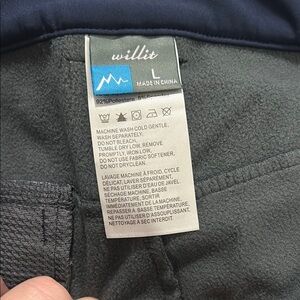 willit
L
MADE IN CHINA
92%Polyester
MACHINE WASH COLD GENTLE,
WASH SEPARATELY.
DO NOT BLEACH,
TUMBLE DRY LOW, REMOVE
PROMPTLY, IRON LOW,
DO NOT USE FABRIC SOFTENER,
DO NOT DRYCLEAN.
LAVAGE MACHINE À FROID, CYCLE
DÉLICAT, LAVER SÉPARÉMENT,
NE PAS UTILISER D'EAU DE JAVEL
SÉCHAGE MACHINE, BASSE
TEMPÉRATURE, SORTIR
IMMÉDIATEMENT DE LA MACHINE.
REPASSER À BASSE TEMPÉRATURE,
NE PAS UTILISER D'ASSOUPLISSANT.
NETTOYAGE À SEC INTERDIT